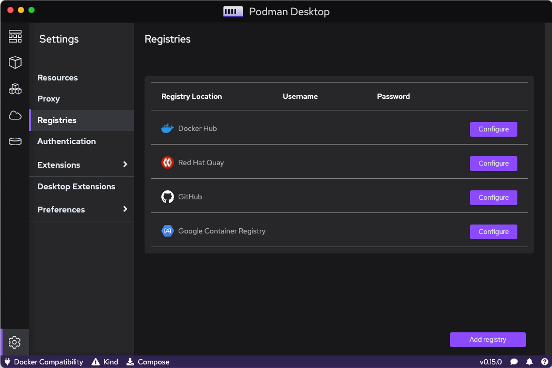 Podman Desktop
Settings
Registries
Resources
Proxy
Registries
Authentication
Extensions
Desktop Extensions
Preferences
Registry Location Username Password
Docker Hub Configure
Red Hat Quay Configure
GitHub Configure
Google Container Registry Configure
Add registry
Docker Compatibility Kind Compose v0.15.0